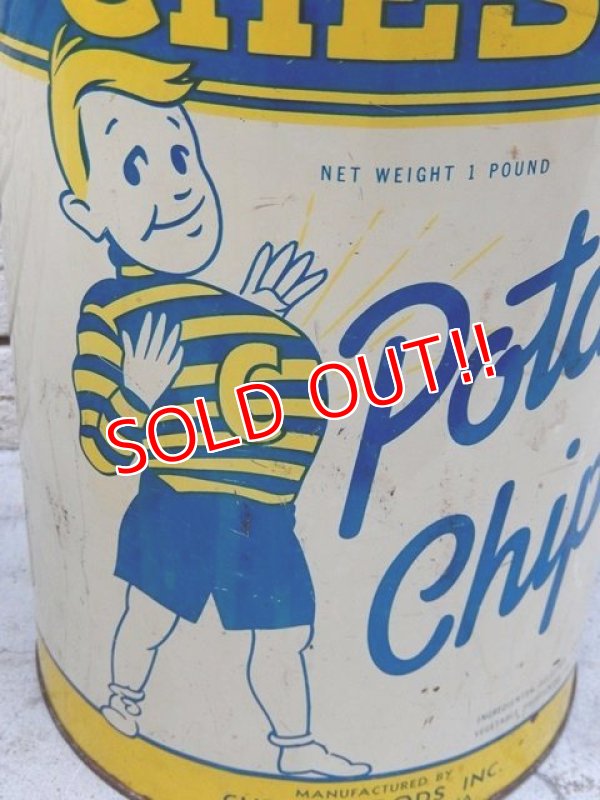 CHES
NET WEIGHT 1 POUND
C
Pota
Chip
SOLD OUT!!
MANUFACTURED BY
INC.